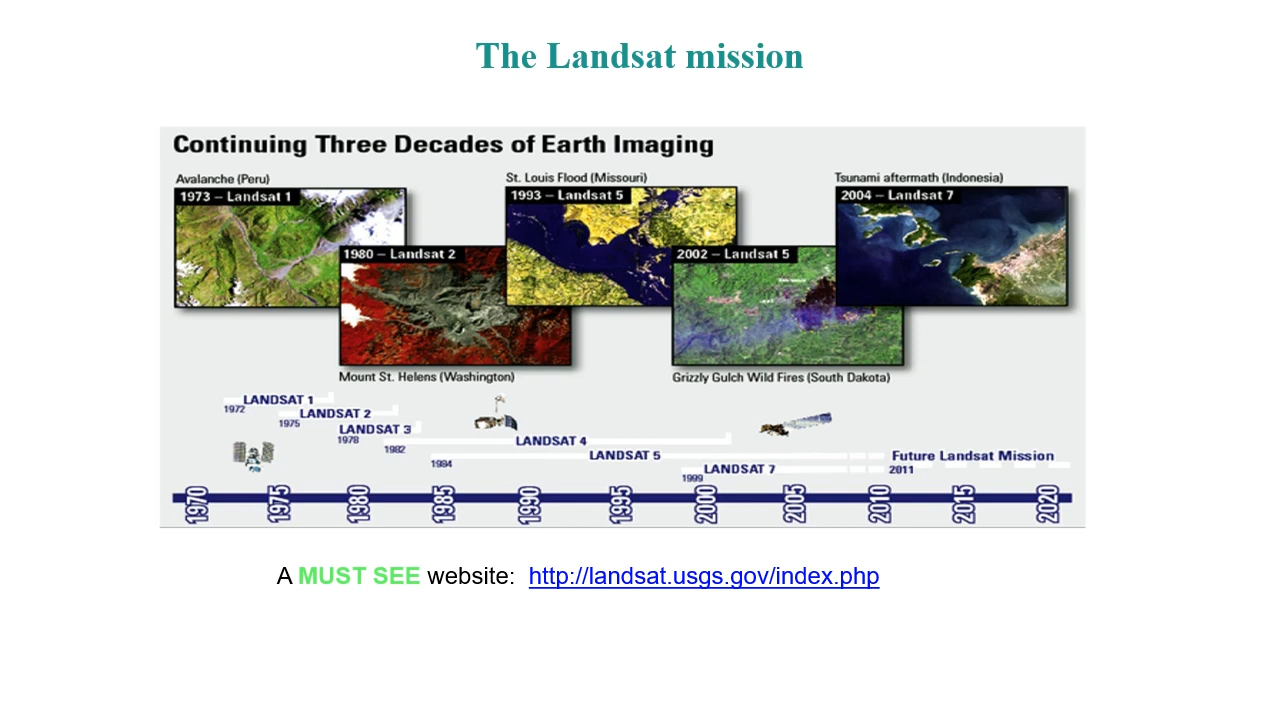 The Landsat mission
Continuing Three Decades of Earth Imaging
Avalanche (Peru)
1973 – Landsat 1
St. Louis Flood (Missouri)
1993 – Landsat 5
Tsunami aftermath (Indonesia)
2004 – Landsat 7
1980 – Landsat 2
Mount St. Helens (Washington)
2002 – Landsat 5
Grizzly Gulch Wild Fires (South Dakota)
LANDSAT 1
1972
LANDSAT 2
1975
LANDSAT 3
1978
LANDSAT 4
1982
LANDSAT 5
1984
LANDSAT 7
1999
Future Landsat Mission
2011
1970 1975 1980 1985 1990 1995 2000 2005 2010 2015 2020
A MUST SEE website: http://landsat.usgs.gov/index.php